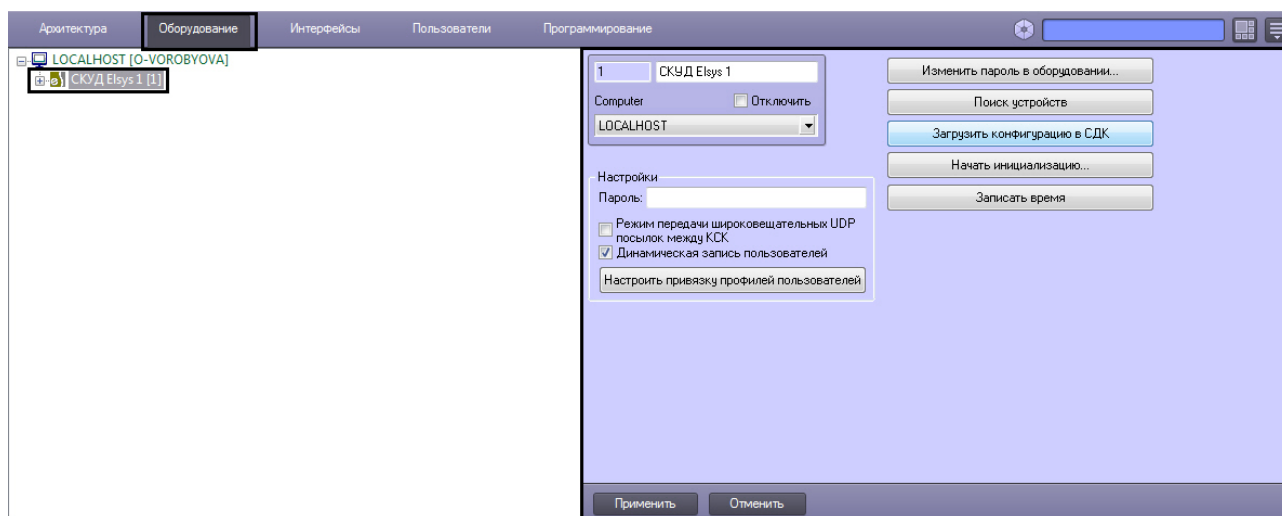 Архитектура Оборудование Интерфейсы Пользователи Программирование
LOCALHOST [O-VOROBYOVA]
СКУД Elsys 1 [1]
1 СКУД Elsys 1
Computer Отключить
LOCALHOST
Настройки
Пароль:
Режим передачи широковещательных UDP
посылок между КСК
Динамическая запись пользователей
Настроить привязку профилей пользователей
Изменить пароль в оборудовании...
Поиск устройств
Загрузить конфигурацию в СДК
Начать инициализацию...
Записать время
Применить Отменить